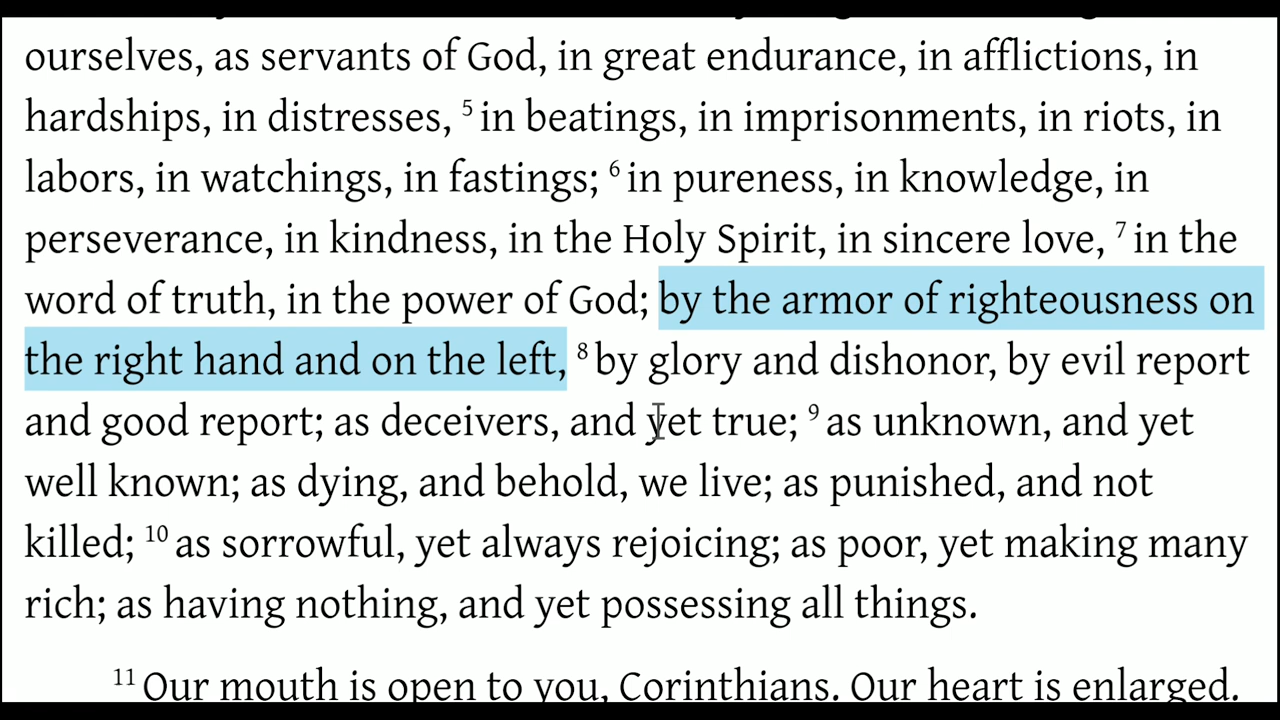 ourselves, as servants of God, in great endurance, in afflictions, in
hardships, in distresses, 5 in beatings, in imprisonments, in riots, in
labors, in watchings, in fastings; 6 in pureness, in knowledge, in
perseverance, in kindness, in the Holy Spirit, in sincere love, 7 in the
word of truth, in the power of God; by the armor of righteousness on
the right hand and on the left, 8 by glory and dishonor, by evil report
and good report; as deceivers, and yet true; 9 as unknown, and yet
well known; as dying, and behold, we live; as punished, and not
killed; 10 as sorrowful, yet always rejoicing; as poor, yet making many
rich; as having nothing, and yet possessing all things.
11 Our mouth is open to you, Corinthians. Our heart is enlarged.